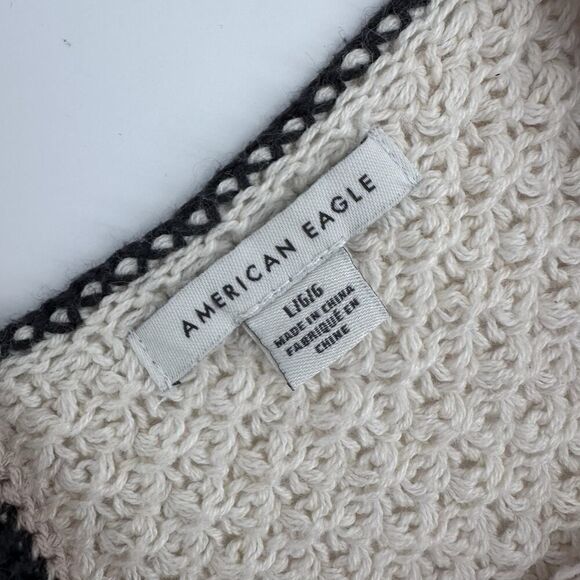 AMERICAN EAGLE
L/G/G
MADE IN CHINA
FABRIQUÉ EN
CHINE